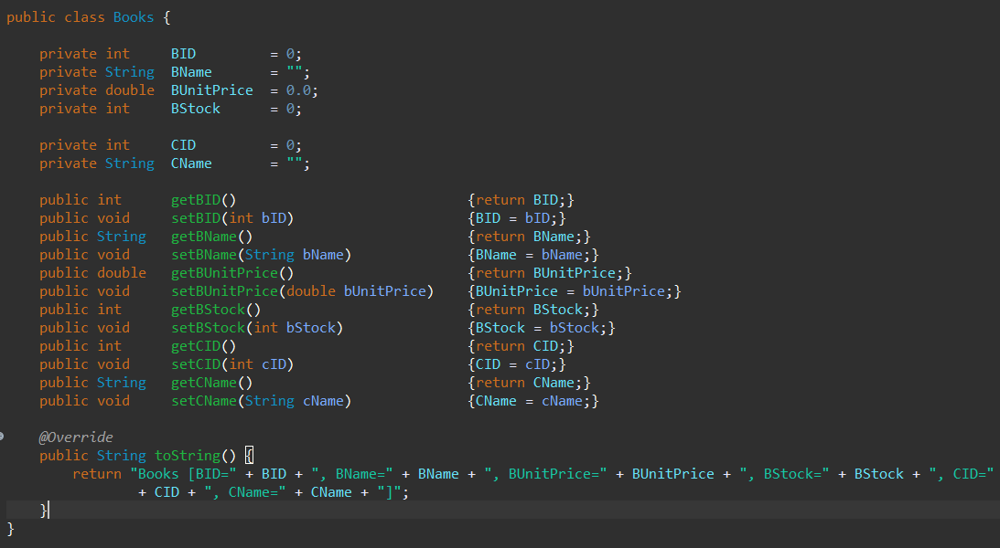 public class Books {
    private int     BID         = 0;
    private String  BName       = "";
    private double  BUnitPrice  = 0.0;
    private int     BStock      = 0;
    private int     CID         = 0;
    private String  CName       = "";
    public int      getBID()                            {return BID;}
    public void     setBID(int bID)                     {BID = bID;}
    public String   getBName()                          {return BName;}
    public void     setBName(String bName)              {BName = bName;}
    public double   getBUnitPrice()                     {return BUnitPrice;}
    public void     setBUnitPrice(double bUnitPrice)    {BUnitPrice = bUnitPrice;}
    public int      getBStock()                         {return BStock;}
    public void     setBStock(int bStock)               {BStock = bStock;}
    public int      getCID()                            {return CID;}
    public void     setCID(int cID)                     {CID = cID;}
    public String   getCName()                          {return CName;}
    public void     setCName(String cName)              {CName = cName;}
    @Override
    public String toString() {
        return "Books [BID=" + BID + ", BName=" + BName + ", BUnitPrice=" + BUnitPrice + ", BStock=" + BStock + ", CID="
                + CID + ", CName=" + CName + "]";
    }
}